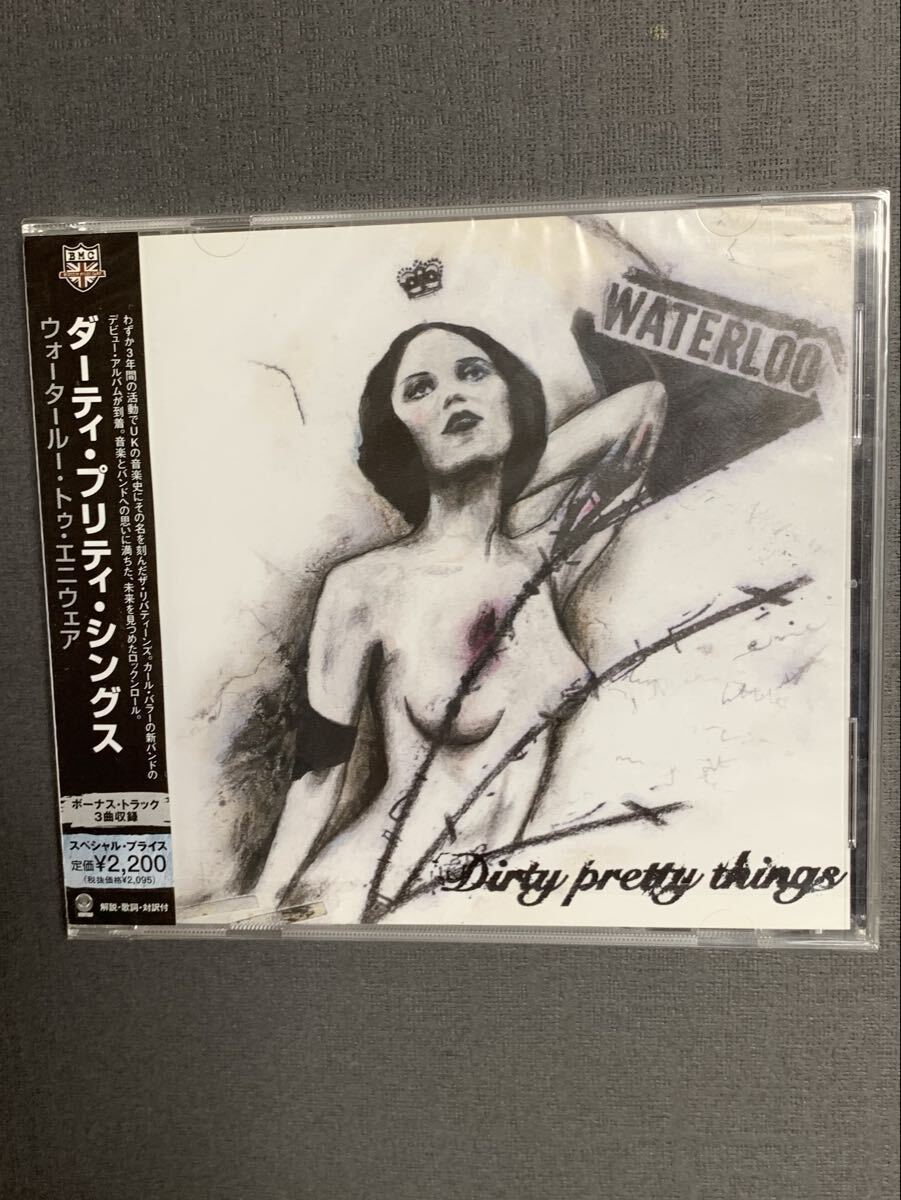 BMC
ダーティ・プリティ・シングス
ウォータールー・トゥ・エニウェア
わずか3年間の活動でUKの音楽史にその名を刻んだザ・リバティーンズ。カール・バラーの新バンドの
デビュー・アルバムが到着。音楽とバンドへの思いに満ちた、未来を見つめたロックンロール。
ボーナス・トラック
3曲収録
スペシャル・プライス
定価¥2,200
(税抜価格¥2,095)
解説・歌詞・対訳付
WATERLOO
Dirty pretty things